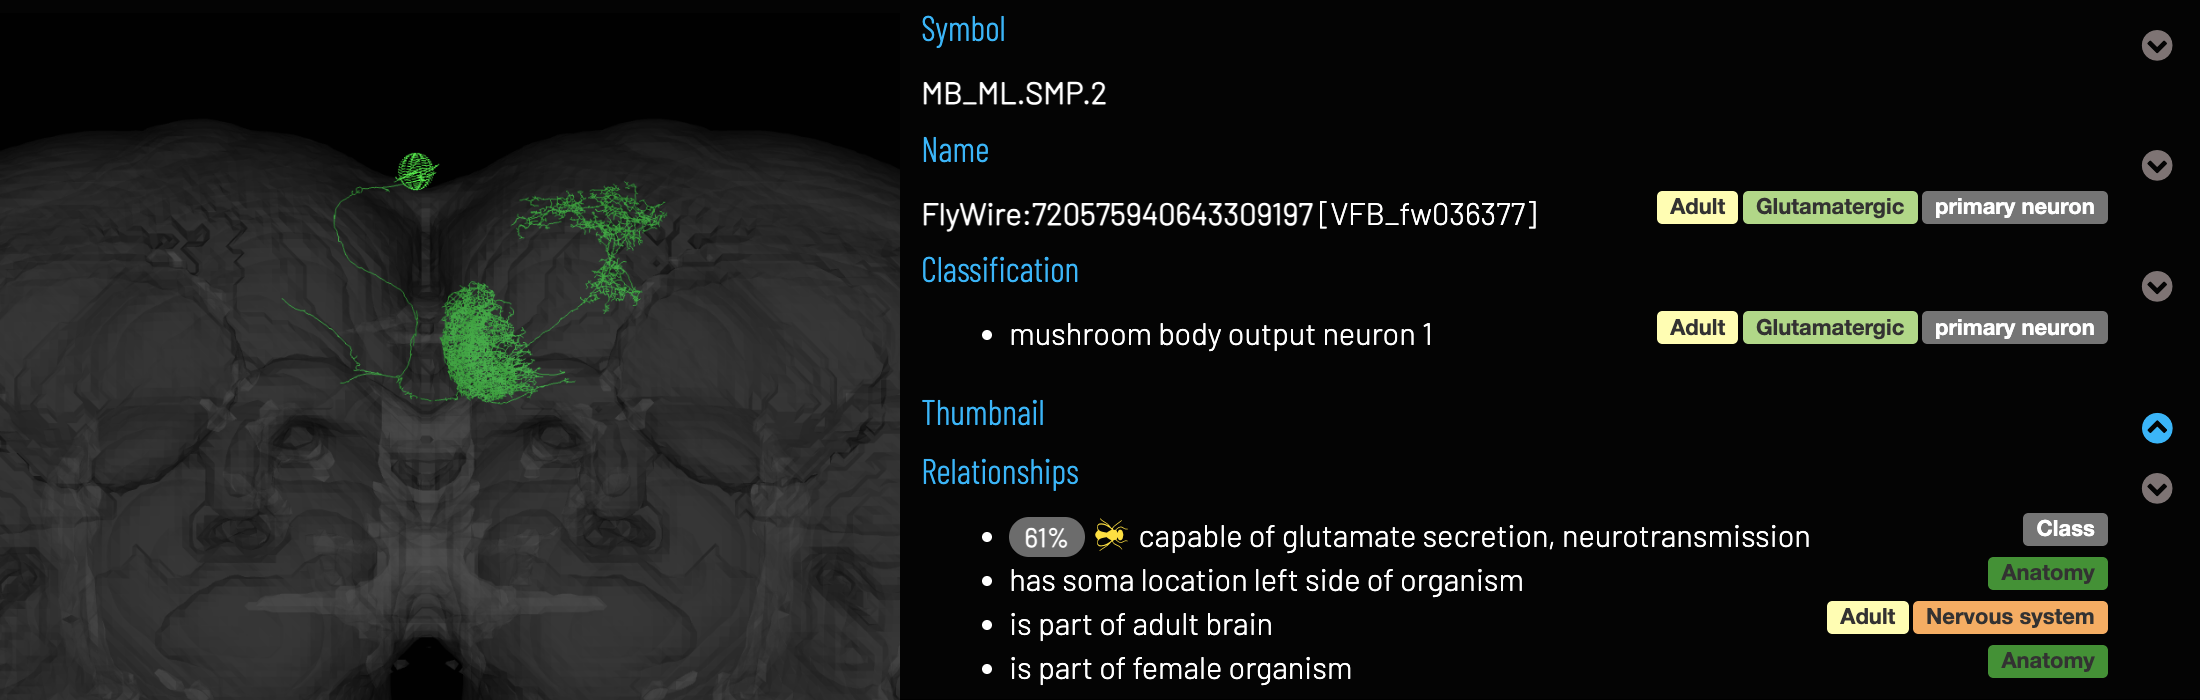 Symbol
MB_ML.SMP.2
Name
FlyWire:720575940643309197 [VFB_fw036377] Adult Glutamatergic primary neuron
Classification
mushroom body output neuron 1 Adult Glutamatergic primary neuron
Thumbnail
Relationships
61% capable of glutamate secretion, neurotransmission Class
has soma location left side of organism Anatomy
is part of adult brain Adult Nervous system
is part of female organism Anatomy